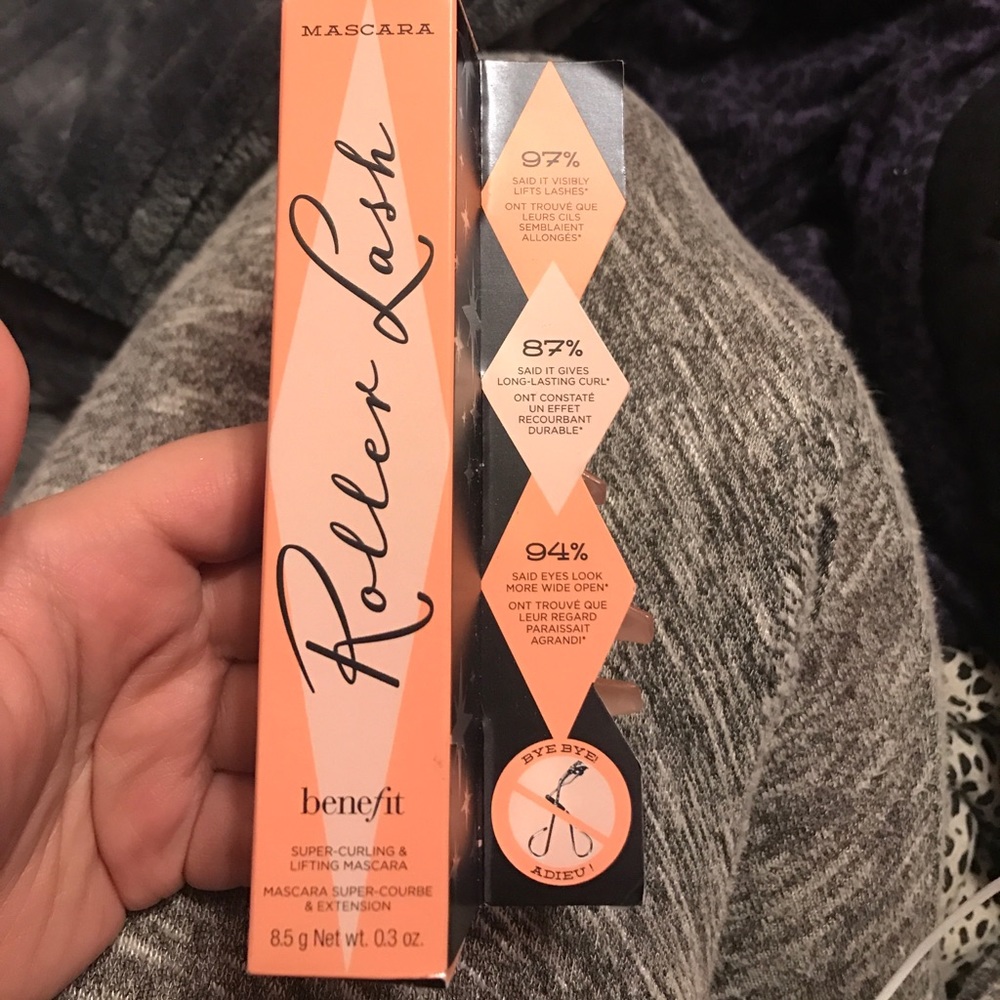 MASCARA
Roller Lash
benefit
SUPER-CURLING &
LIFTING MASCARA
MASCARA SUPER-COURBE
& EXTENSION
8.5 g Net wt. 0.3 oz.
97%
SAID IT VISIBLY
LIFTS LASHES*
ONT TROUVÉ QUE
LEURS CILS
SEMBLAIENT
ALLONGÉS*
87%
SAID IT GIVES
LONG-LASTING CURL*
ONT CONSTATÉ
UN EFFET
RECOURBANT
DURABLE*
94%
SAID EYES LOOK
MORE WIDE OPEN*
ONT TROUVÉ QUE
LEUR REGARD
PARAISSAIT
AGRANDI*
BYE BYE!
ADIEU!